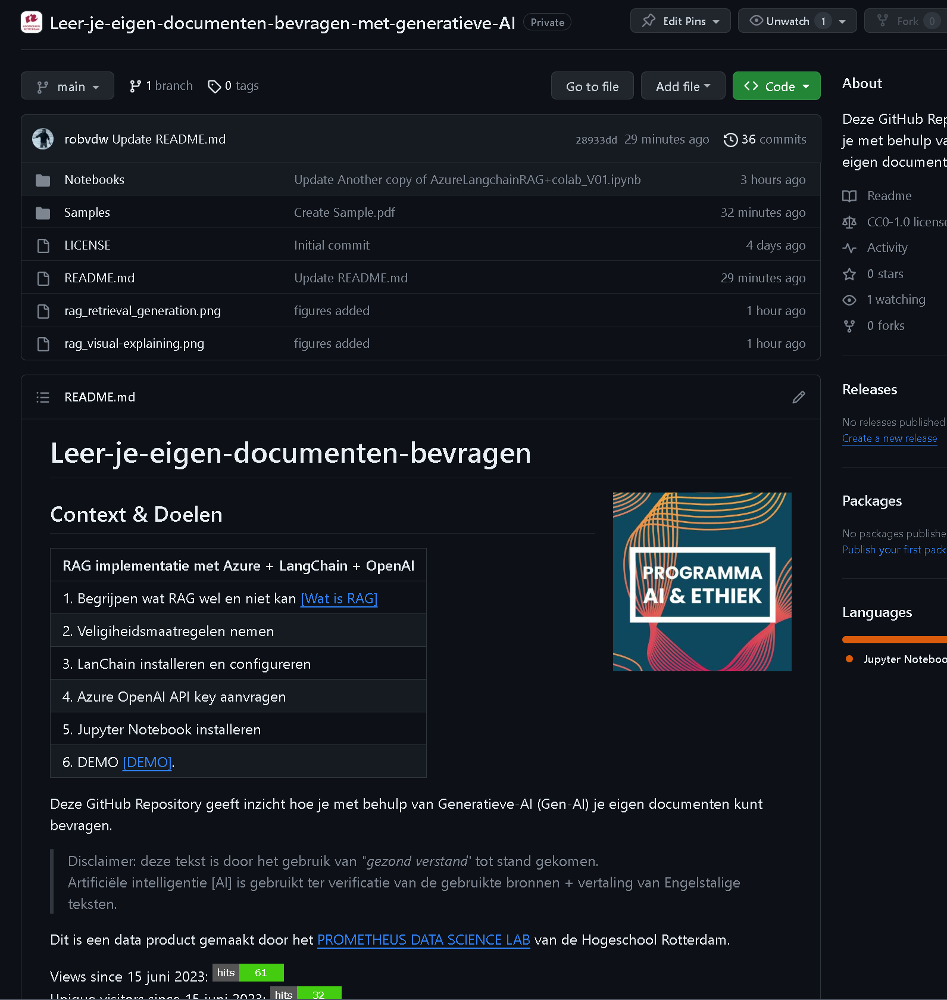 Leer-je-eigen-documenten-bevragen-met-generatieve-AI Private Edit Pins Unwatch 1 Fork 0
HOGESCHOOL
ROTTERDAM
main 1 branch 0 tags Go to file Add file Code
robvdw Update README.md 28933dd 29 minutes ago 36 commits
Notebooks Update Another copy of AzureLangchainRAG+colab_V01.ipynb 3 hours ago
Samples Create Sample.pdf 32 minutes ago
LICENSE Initial commit 4 days ago
README.md Update README.md 29 minutes ago
rag_retrieval_generation.png figures added 1 hour ago
rag_visual-explaining.png figures added 1 hour ago
README.md
Leer-je-eigen-documenten-bevragen
Context & Doelen
PROGRAMMA
AI & ETHIEK
RAG implementatie met Azure + LangChain + OpenAI
1. Begrijpen wat RAG wel en niet kan [Wat is RAG]
2. Veligiheidsmaatregelen nemen
3. LanChain installeren en configureren
4. Azure OpenAI API key aanvragen
5. Jupyter Notebook installeren
6. DEMO [DEMO].
Deze GitHub Repository geeft inzicht hoe je met behulp van Generatieve-AI (Gen-AI) je eigen documenten kunt
bevragen.
Disclaimer: deze tekst is door het gebruik van "gezond verstand" tot stand gekomen.
Artificiële intelligentie [AI] is gebruikt ter verificatie van de gebruikte bronnen + vertaling van Engelstalige
teksten.
Dit is een data product gemaakt door het PROMETHEUS DATA SCIENCE LAB van de Hogeschool Rotterdam.
Views since 15 juni 2023: hits 61
Unique visitors since 15 juni 2023: hits 32
About
Deze GitHub Rep
je met behulp va
eigen document
Readme
CC0-1.0 license
Activity
0 stars
1 watching
0 forks
Releases
No releases published
Create a new release
Packages
No packages publishe
Publish your first pack
Languages
Jupyter Noteboo